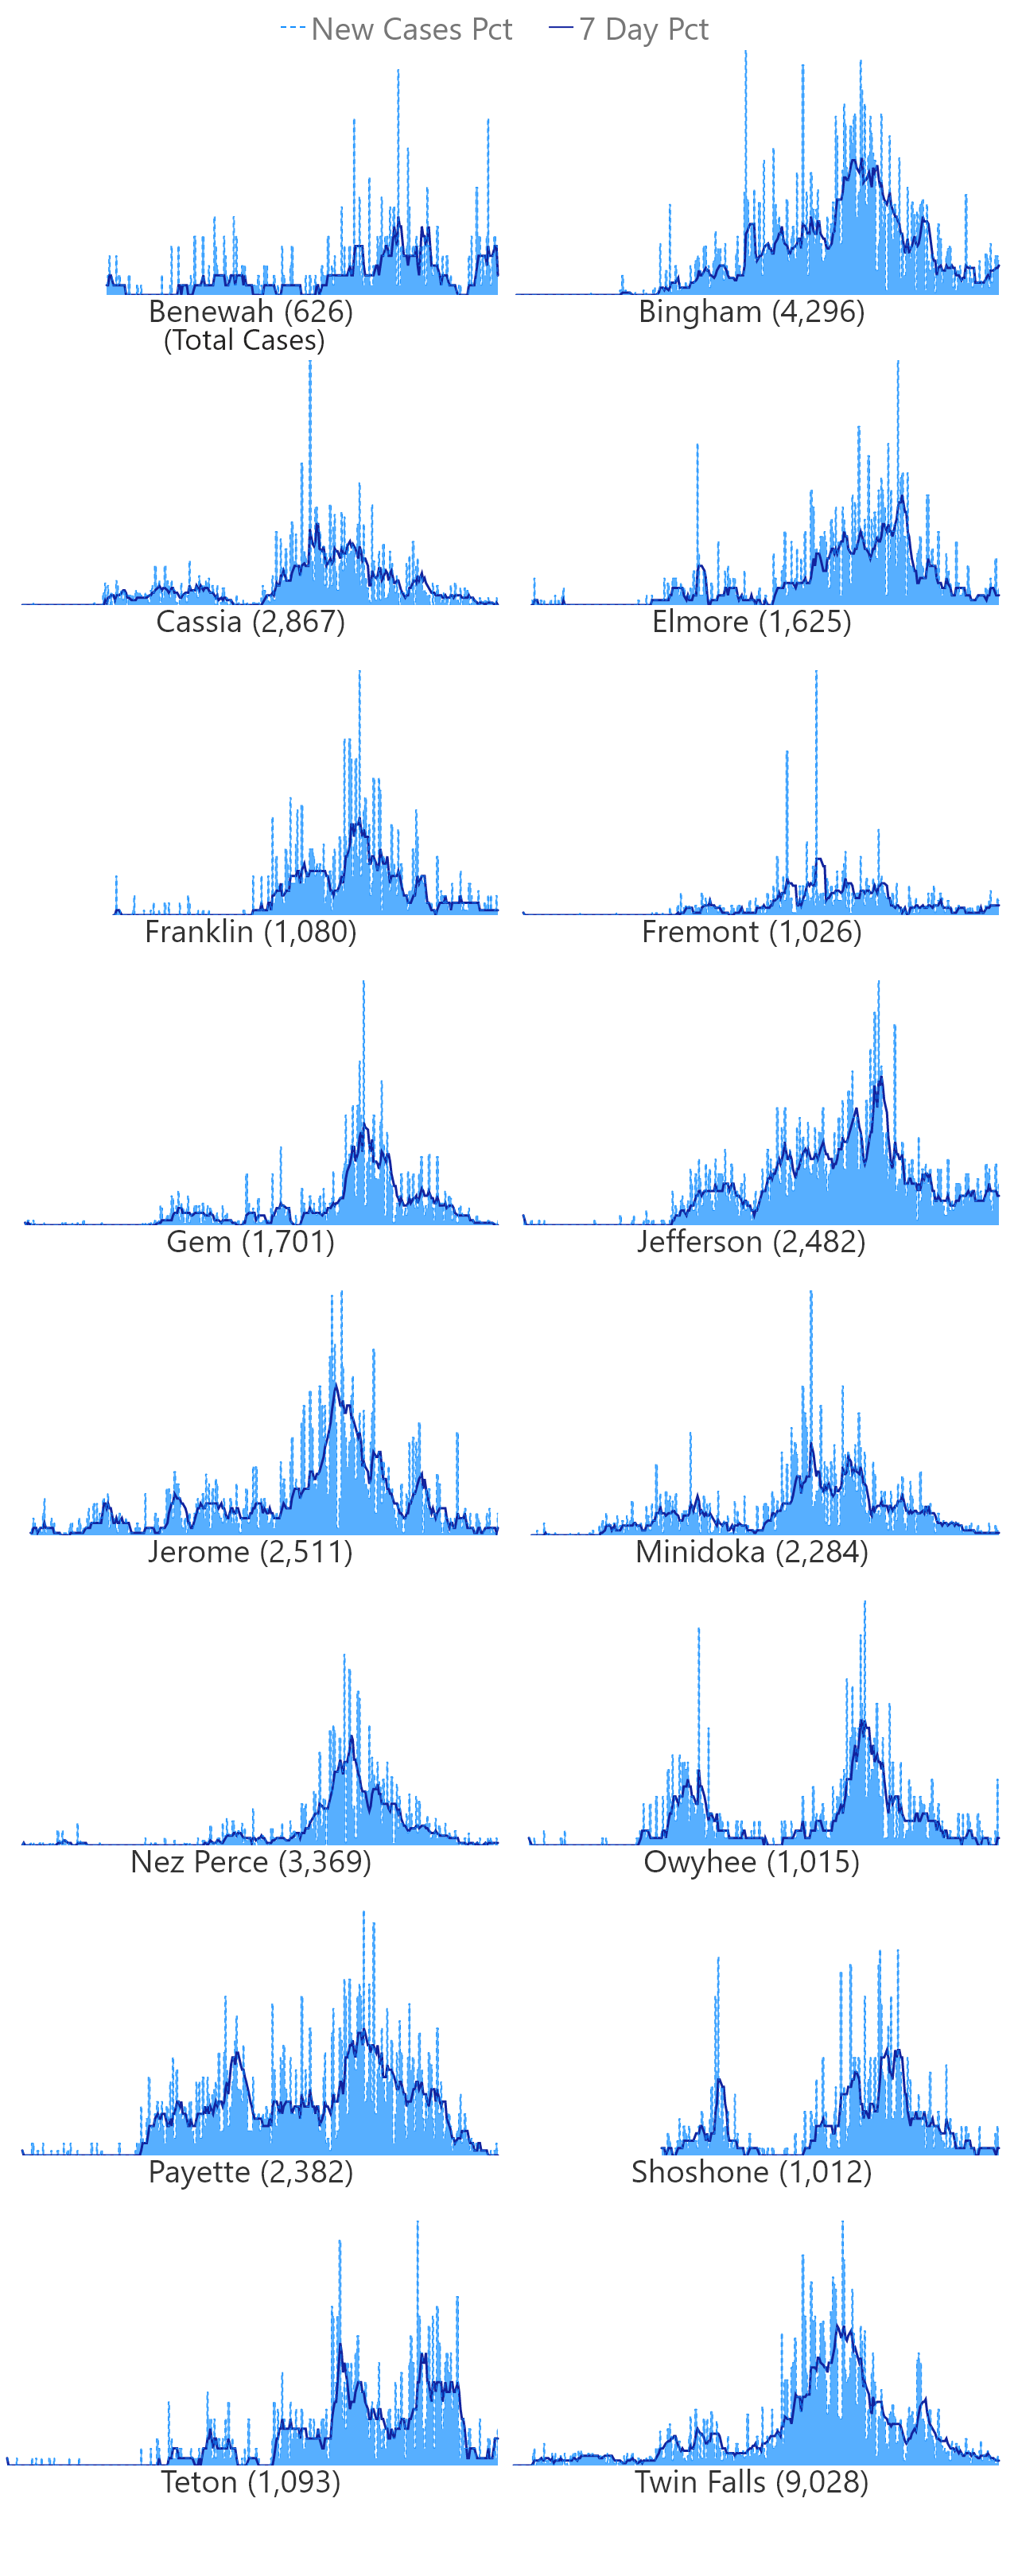 New Cases Pct 7 Day Pct
Benewah (626) Bingham (4,296)
(Total Cases)
Cassia (2,867) Elmore (1,625)
Franklin (1,080) Fremont (1,026)
Gem (1,701) Jefferson (2,482)
Jerome (2,511) Minidoka (2,284)
Nez Perce (3,369) Owyhee (1,015)
Payette (2,382) Shoshone (1,012)
Teton (1,093) Twin Falls (9,028)